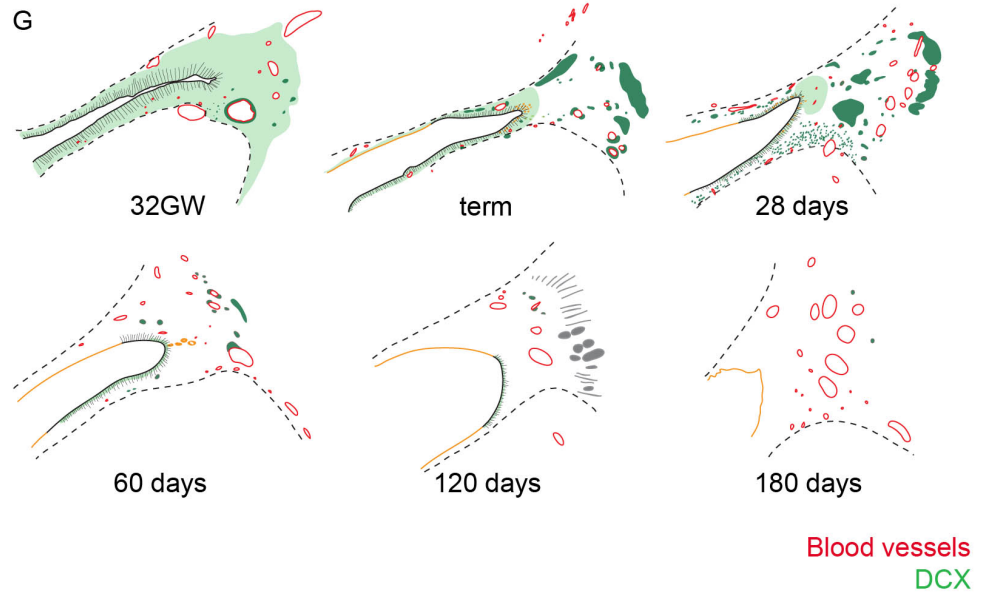 G
32GW
term
28 days
60 days
120 days
180 days
Blood vessels
DCX